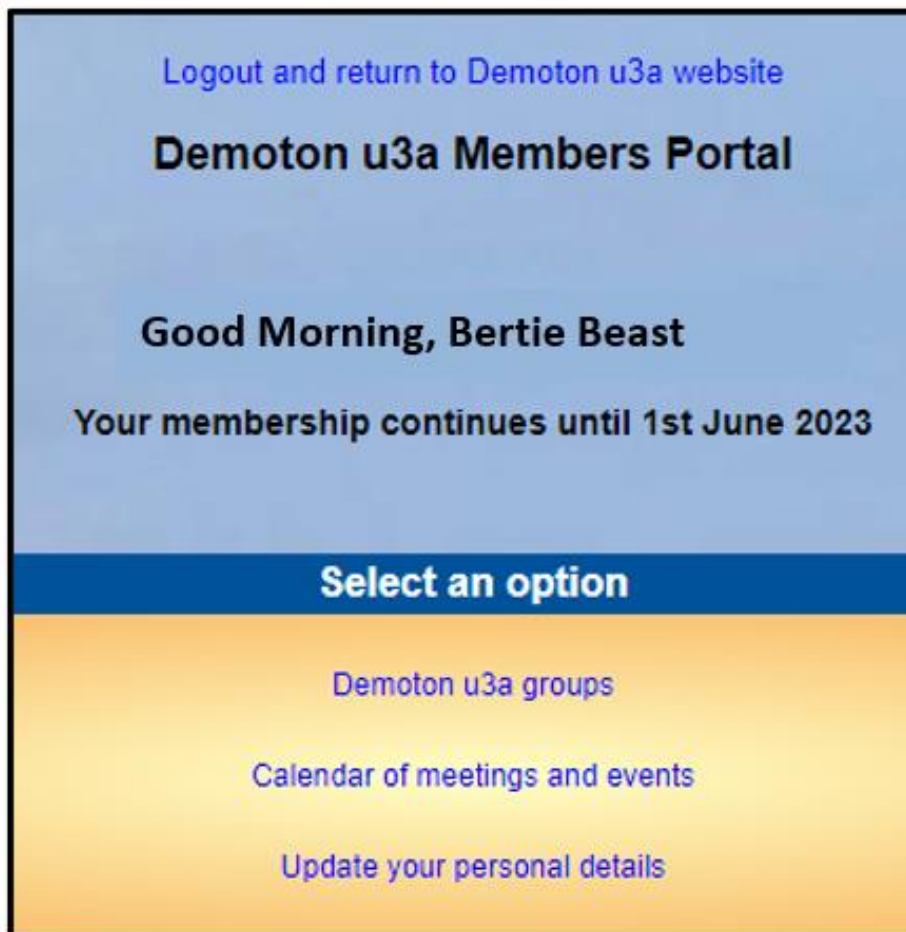 Logout and return to Demoton u3a website
Demoton u3a Members Portal
Good Morning, Bertie Beast
Your membership continues until 1st June 2023
Select an option
Demoton u3a groups
Calendar of meetings and events
Update your personal details